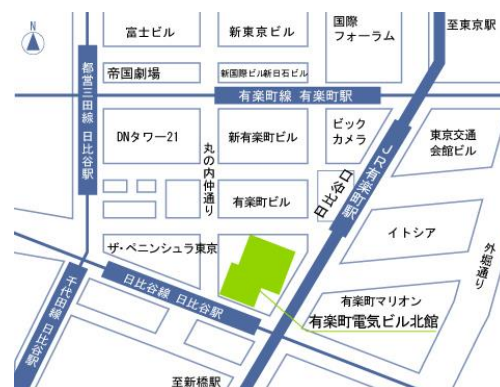 N
富士ビル
新東京ビル
国際
フォーラム
至東京駅
帝国劇場
新国際ビル
新日石ビル
都営三田線 日比谷駅
有楽町線 有楽町駅
DNタワー21
丸の内仲通り
新有楽町ビル
ビック
カメラ
JR有楽町駅
東京交通
会館ビル
日比谷口
有楽町ビル
イトシア
外堀通り
ザ・ペニンシュラ東京
日比谷線 日比谷駅
千代田線 日比谷駅
有楽町マリオン
有楽町電気ビル北館
至新橋駅